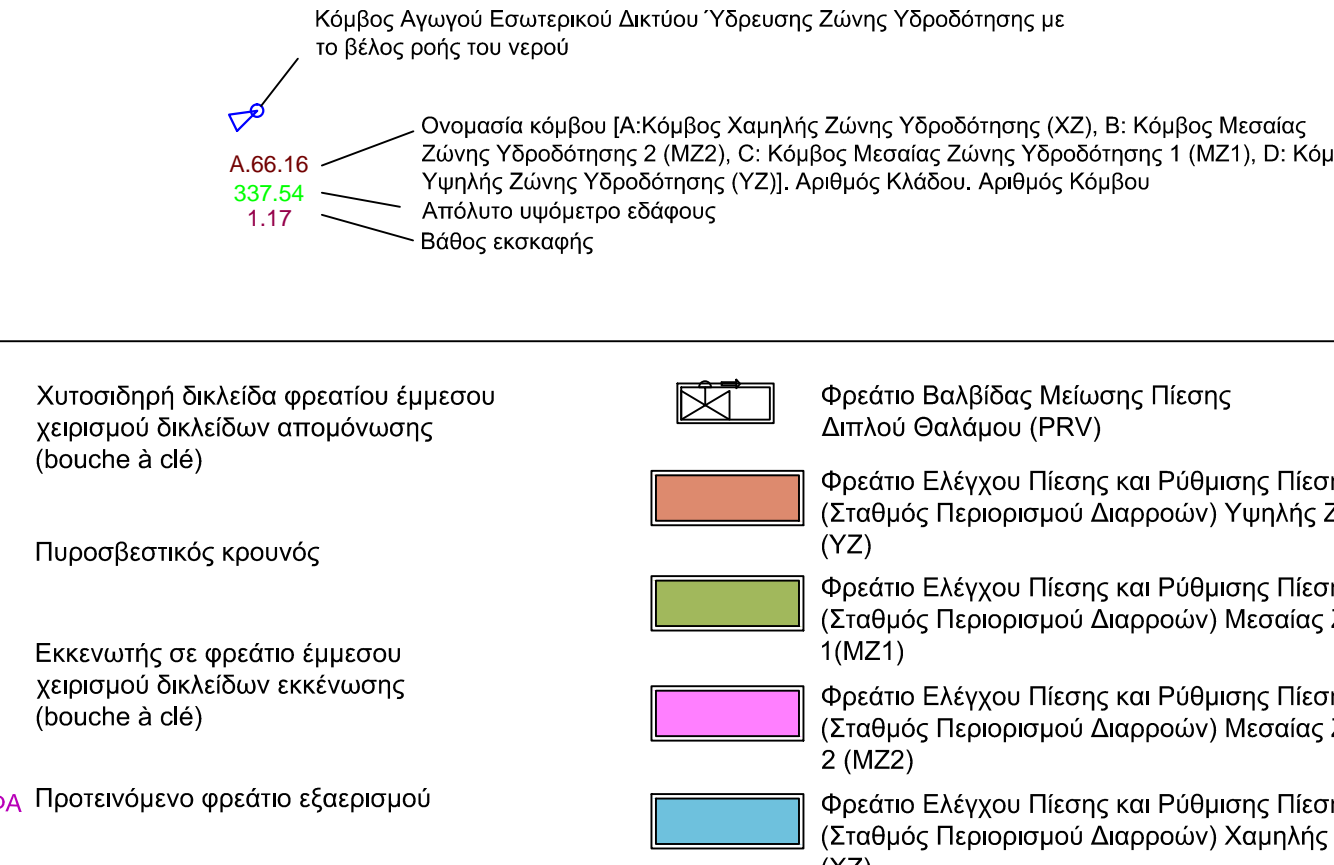 Κόμβος Αγωγού Εσωτερικού Δικτύου Ύδρευσης Ζώνης Υδροδότησης με
το βέλος ροής του νερού
Ονομασία κόμβου [Α:Κόμβος Χαμηλής Ζώνης Υδροδότησης (ΧΖ), Β: Κόμβος Μεσαίας
Ζώνης Υδροδότησης 2 (ΜΖ2), C: Κόμβος Μεσαίας Ζώνης Υδροδότησης 1 (ΜΖ1), D:
Υψηλής Ζώνης Υδροδότησης (ΥΖ)]. Αριθμός Κλάδου. Αριθμός Κόμβου
A.66.16
337.54
Απόλυτο υψόμετρο εδάφους
1.17
Βάθος εκσκαφής
Χυτοσιδηρή δικλείδα φρεατίου έμμεσου
χειρισμού δικλείδων απομόνωσης
(bouche à clé)
Πυροσβεστικός κρουνός
Εκκενωτής σε φρεάτιο έμμεσου
χειρισμού δικλείδων εκκένωσης
(bouche à clé)
Προτεινόμενο φρεάτιο εξαερισμού
Φρεάτιο Βαλβίδας Μείωσης Πίεσης
Διπλού Θαλάμου (PRV)
Φρεάτιο Ελέγχου Πίεσης και Ρύθμισης
(Σταθμός Περιορισμού Διαρροών) Υψηλής
(ΥΖ)
Φρεάτιο Ελέγχου Πίεσης και Ρύθμισης
(Σταθμός Περιορισμού Διαρροών) Μεσαίας
1(ΜΖ1)
Φρεάτιο Ελέγχου Πίεσης και Ρύθμισης
(Σταθμός Περιορισμού Διαρροών) Μεσαίας
2 (ΜΖ2)
Φρεάτιο Ελέγχου Πίεσης και Ρύθμισης
(Σταθμός Περιορισμού Διαρροών) Χαμηλής